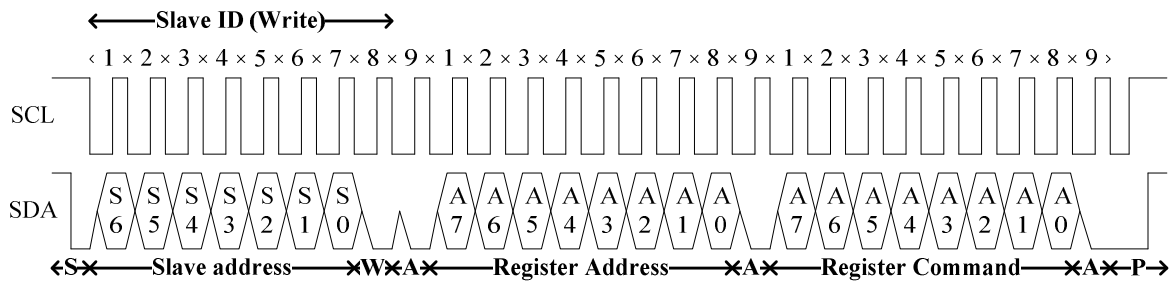 Slave ID (Write)
‹ 1 × 2 × 3 × 4 × 5 × 6 × 7 × 8 × 9 × 1 × 2 × 3 × 4 × 5 × 6 × 7 × 8 × 9 × 1 × 2 × 3 × 4 × 5 × 6 × 7 × 8 × 9 ›
SCL
SDA
S6 S5 S4 S3 S2 S1 S0 A7 A6 A5 A4 A3 A2 A1 A0 A7 A6 A5 A4 A3 A2 A1 A0
S Slave address W A Register Address A Register Command A P